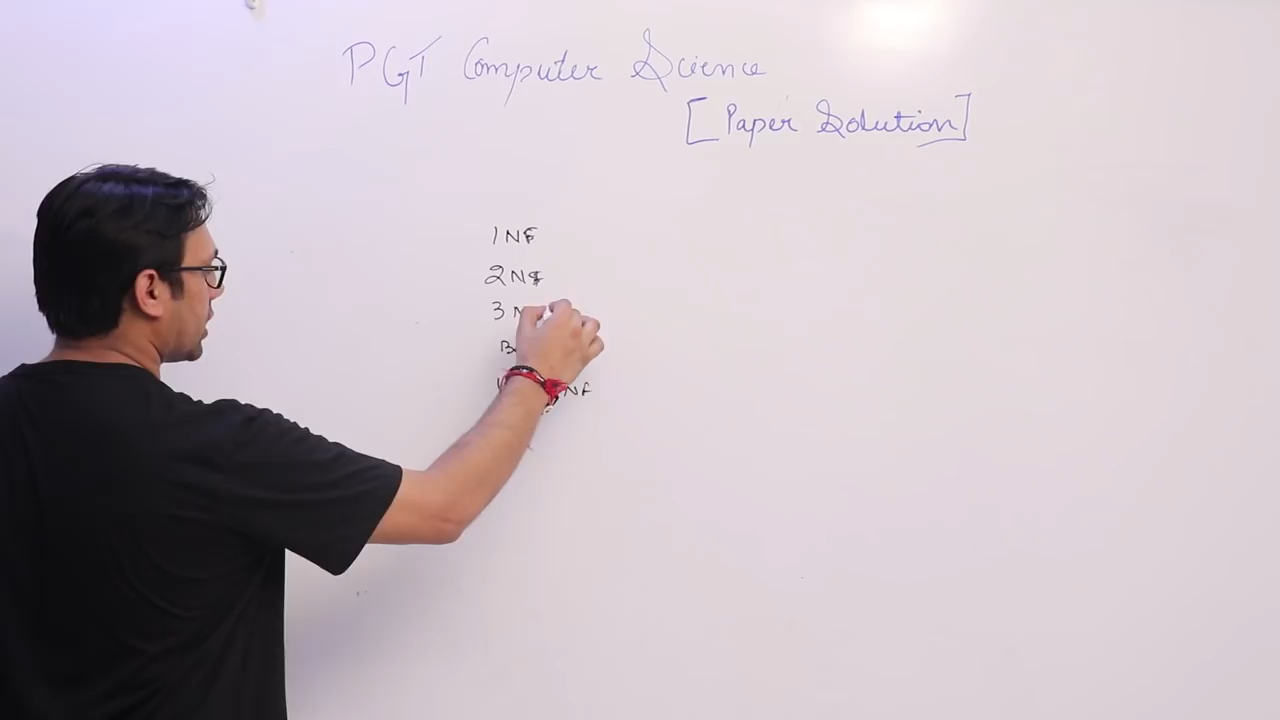 PGT Computer Science
[Paper Solution]
1NF
2NF
3
B
NF